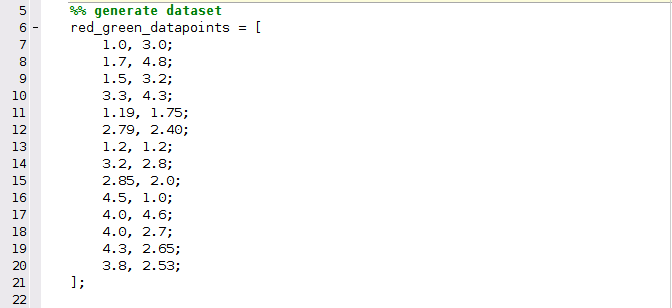 5 %% generate dataset
6 - red_green_datapoints = [
7 1.0, 3.0;
8 1.7, 4.8;
9 1.5, 3.2;
10 3.3, 4.3;
11 1.19, 1.75;
12 2.79, 2.40;
13 1.2, 1.2;
14 3.2, 2.8;
15 2.85, 2.0;
16 4.5, 1.0;
17 4.0, 4.6;
18 4.0, 2.7;
19 4.3, 2.65;
20 3.8, 2.53;
21 ];
22